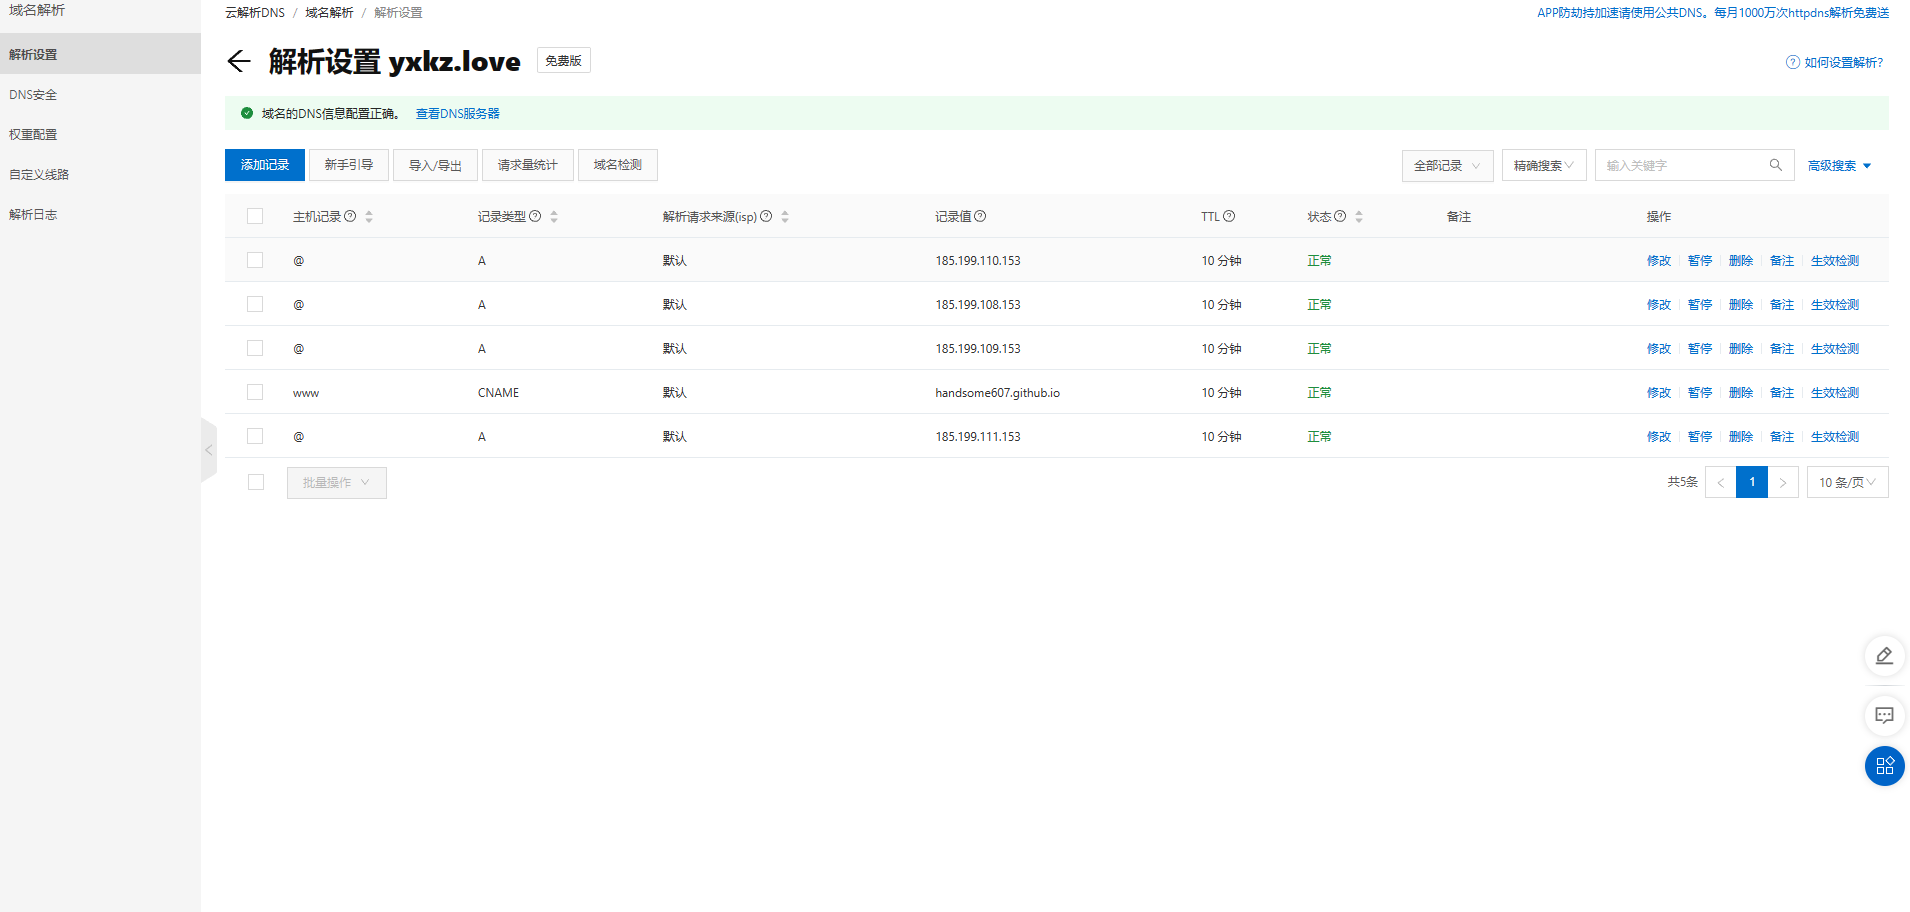 域名解析
解析设置
DNS安全
权重配置
自定义线路
解析日志
云解析DNS / 域名解析 / 解析设置
APP防劫持加速请使用公共DNS。每月1000万次httpdns解析免费送
解析设置 yxkz.love 免费版
如何设置解析?
域名的DNS信息配置正确。 查看DNS服务器
添加记录 新手引导 导入/导出 请求量统计 域名检测 全部记录 精确搜索 输入关键字 高级搜索
主机记录 记录类型 解析请求来源(isp) 记录值 TTL 状态 备注 操作
@ A 默认 185.199.110.153 10 分钟 正常 修改 暂停 删除 备注 生效检测
@ A 默认 185.199.108.153 10 分钟 正常 修改 暂停 删除 备注 生效检测
@ A 默认 185.199.109.153 10 分钟 正常 修改 暂停 删除 备注 生效检测
www CNAME 默认 handsome607.github.io 10 分钟 正常 修改 暂停 删除 备注 生效检测
@ A 默认 185.199.111.153 10 分钟 正常 修改 暂停 删除 备注 生效检测
批量操作 共5条 < 1 > 10 条/页